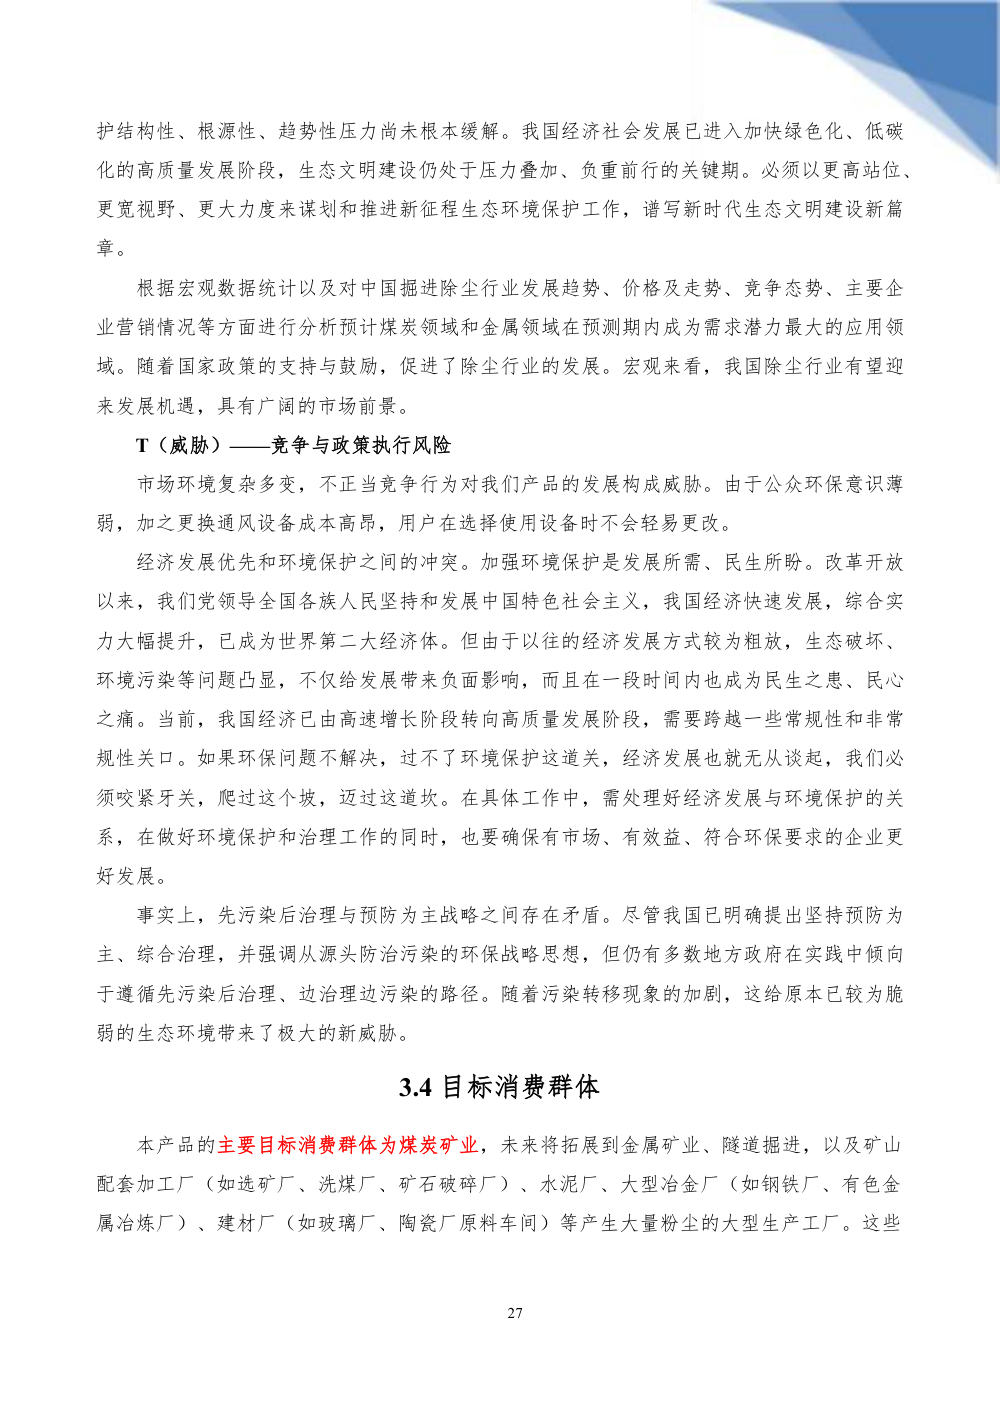 护结构性、根源性、趋势性压力尚未根本缓解。我国经济社会发展已进入加快绿色化、低碳
化的高质量发展阶段，生态文明建设仍处于压力叠加、负重前行的关键期。必须以更高站位、
更宽视野、更大力度来谋划和推进新征程生态环境保护工作，谱写新时代生态文明建设新篇
章。
根据宏观数据统计以及对中国掘进除尘行业发展趋势、价格及走势、竞争态势、主要企
业营销情况等方面进行分析预计煤炭领域和金属领域在预测期内成为需求潜力最大的应用领
域。随着国家政策的支持与鼓励，促进了除尘行业的发展。宏观来看，我国除尘行业有望迎
来发展机遇，具有广阔的市场前景。
T（威胁）——竞争与政策执行风险
市场环境复杂多变，不正当竞争行为对我们产品的发展构成威胁。由于公众环保意识薄
弱，加之更换通风设备成本高昂，用户在选择使用设备时不会轻易更改。
经济发展优先和环境保护之间的冲突。加强环境保护是发展所需、民生所盼。改革开放
以来，我们党领导全国各族人民坚持和发展中国特色社会主义，我国经济快速发展，综合实
力大幅提升，已成为世界第二大经济体。但由于以往的经济发展方式较为粗放，生态破坏、
环境污染等问题凸显，不仅给发展带来负面影响，而且在一段时间内也成为民生之患、民心
之痛。当前，我国经济已由高速增长阶段转向高质量发展阶段，需要跨越一些常规性和非常
规性关口。如果环保问题不解决，过不了环境保护这道关，经济发展也就无从谈起，我们必
须咬紧牙关，爬过这个坡，迈过这道坎。在具体工作中，需处理好经济发展与环境保护的关
系，在做好环境保护和治理工作的同时，也要确保有市场、有效益、符合环保要求的企业更
好发展。
事实上，先污染后治理与预防为主战略之间存在矛盾。尽管我国已明确提出坚持预防为
主、综合治理，并强调从源头防治污染的环保战略思想，但仍有多数地方政府在实践中倾向
于遵循先污染后治理、边治理边污染的路径。随着污染转移现象的加剧，这给原本已较为脆
弱的生态环境带来了极大的新威胁。
3.4 目标消费群体
本产品的主要目标消费群体为煤炭矿业，未来将拓展到金属矿业、隧道掘进，以及矿山
配套加工厂（如选矿厂、洗煤厂、矿石破碎厂）、水泥厂、大型冶金厂（如钢铁厂、有色金
属冶炼厂）、建材厂（如玻璃厂、陶瓷厂原料车间）等产生大量粉尘的大型生产工厂。这些
27